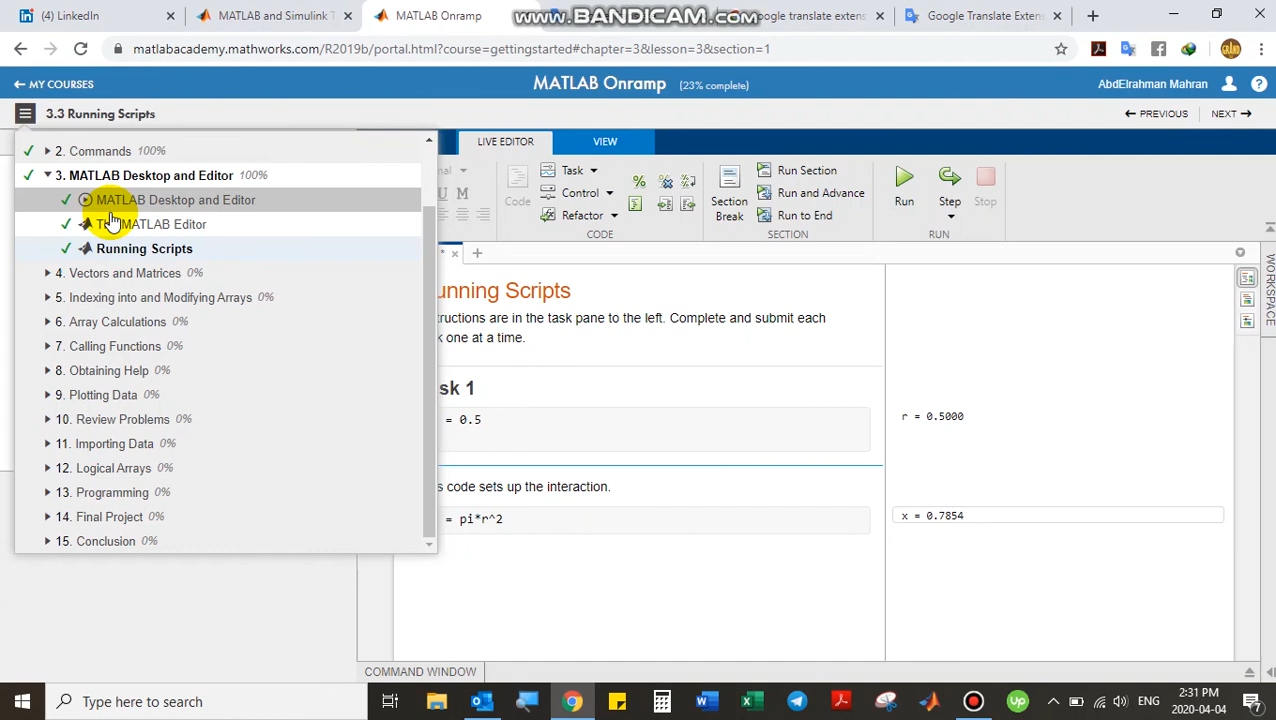 (1) LinkedIn
MATLAB and Simulink T
MATLAB Onramp
WWW.BANDICAM.COM
oogle translate exten
Google Translate Exten
matlabacademy.mathworks.com/R2019b/portal.html?course=gettingstarted#chapter=3&lesson=3&section=1
MY COURSES
MATLAB Onramp (23% complete)
AbdElrahman Mahran
3.3 Running Scripts
PREVIOUS
NEXT
2. Commands 100%
3. MATLAB Desktop and Editor 100%
MATLAB Desktop and Editor
MATLAB Editor
Running Scripts
4. Vectors and Matrices 0%
5. Indexing into and Modifying Arrays 0%
6. Array Calculations 0%
7. Calling Functions 0%
8. Obtaining Help 0%
9. Plotting Data 0%
10. Review Problems 0%
11. Importing Data 0%
12. Logical Arrays 0%
13. Programming 0%
14. Final Project 0%
15. Conclusion 0%
LIVE EDITOR
VIEW
rmal
U M
Code
Task
Control
Refactor
CODE
Section
Break
Run Section
Run and Advance
Run to End
SECTION
Run
Step
Stop
RUN
WORKSPACE
unning Scripts
tructions are in the task pane to the left. Complete and submit each
k one at a time.
sk 1
= 0.5
r = 0.5000
s code sets up the interaction.
= pi*r^2
x = 0.7854
COMMAND WINDOW
Type here to search
ENG
2:31 PM
2020-04-04